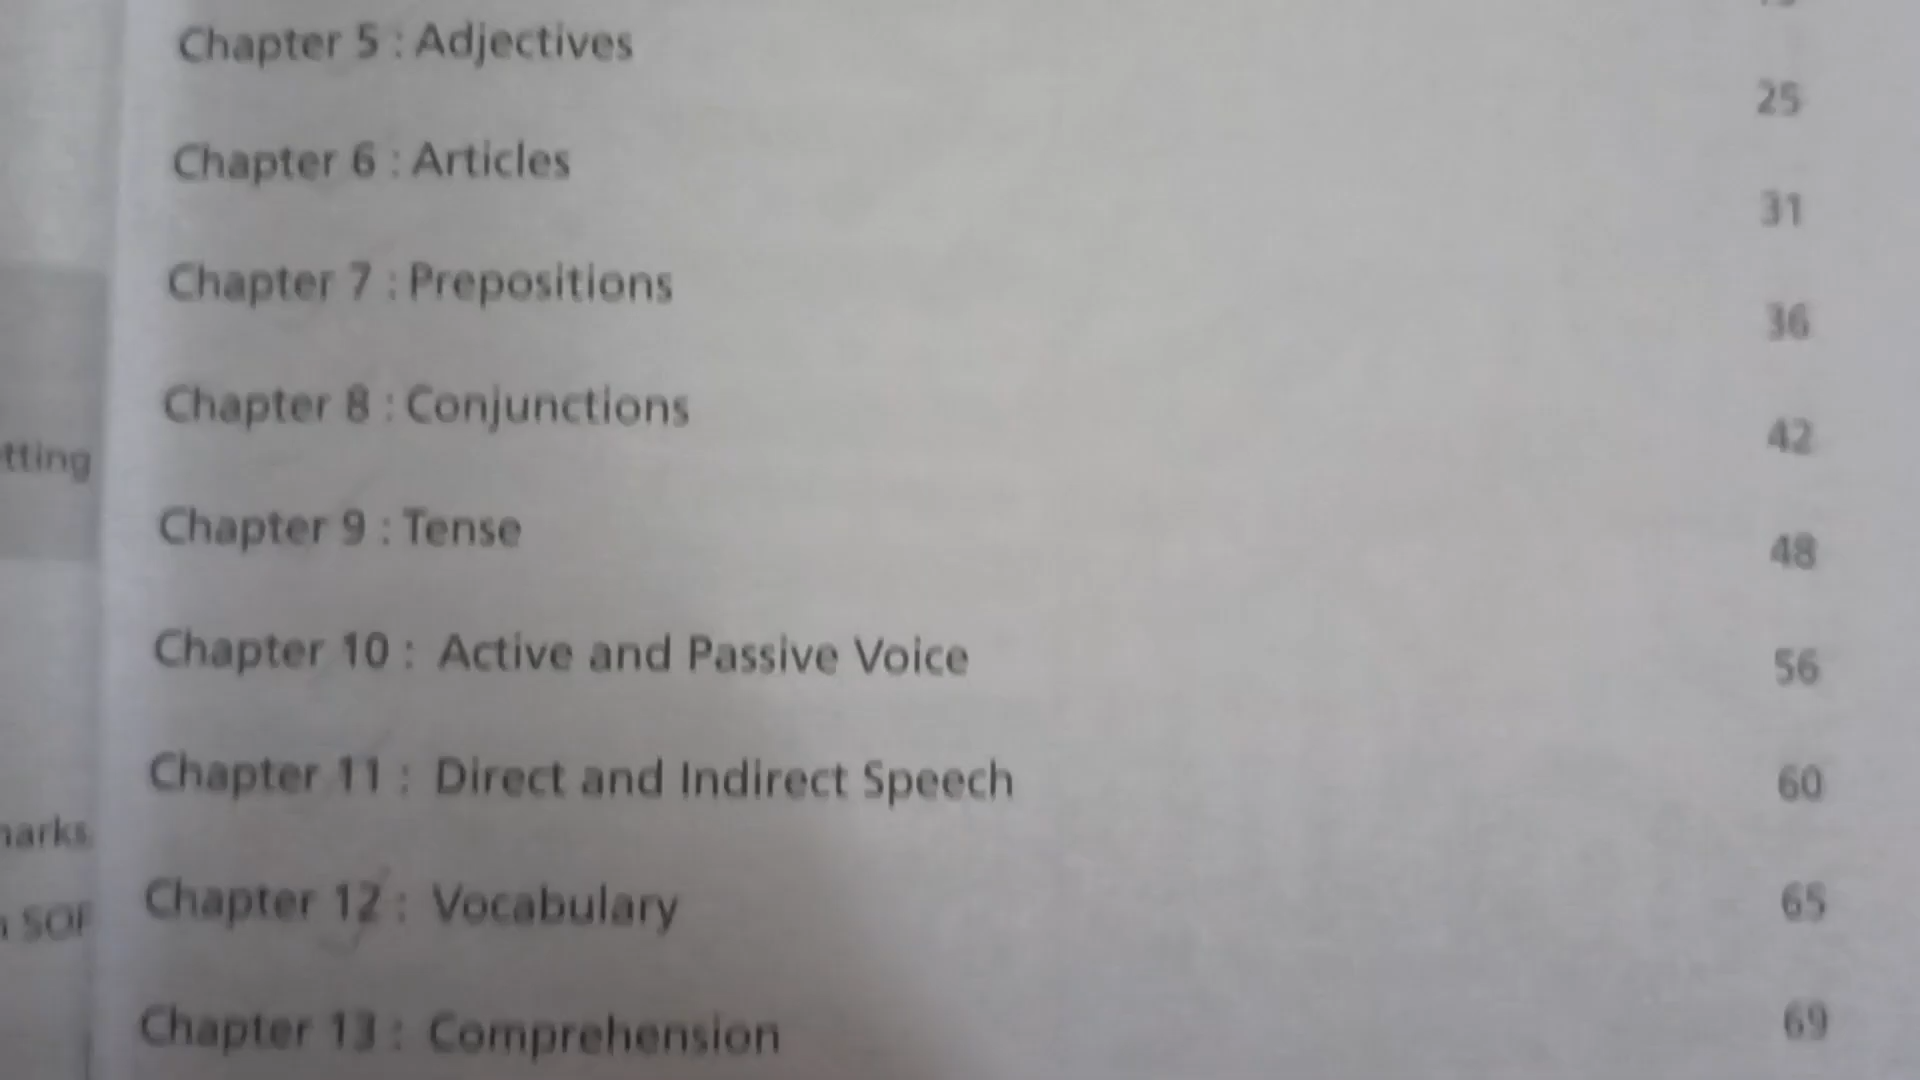 Chapter 5 : Adjectives 25
Chapter 6 : Articles 31
Chapter 7 : Prepositions 36
Chapter 8 : Conjunctions 42
tting
Chapter 9 : Tense 48
Chapter 10 : Active and Passive Voice 56
Chapter 11 : Direct and Indirect Speech 60
arks.
SOF
Chapter 12 : Vocabulary 65
Chapter 13 : Comprehension 69